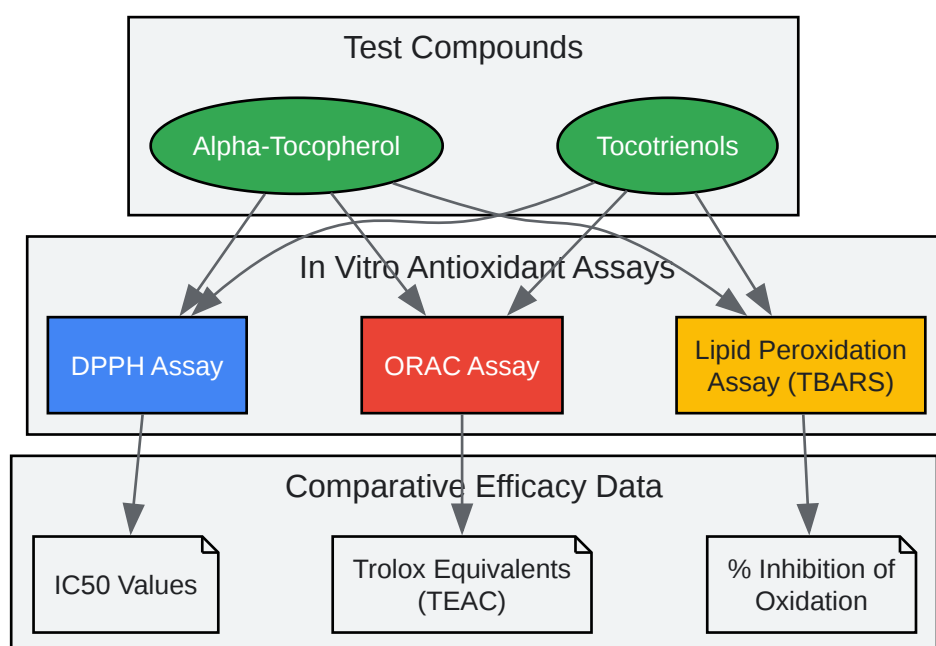 Test Compounds
Alpha-Tocopherol
Tocotrienols
In Vitro Antioxidant Assays
DPPH Assay
ORAC Assay
Lipid Peroxidation
Assay (TBARS)
Comparative Efficacy Data
IC50 Values
Trolox Equivalents
(TEAC)
% Inhibition of
Oxidation